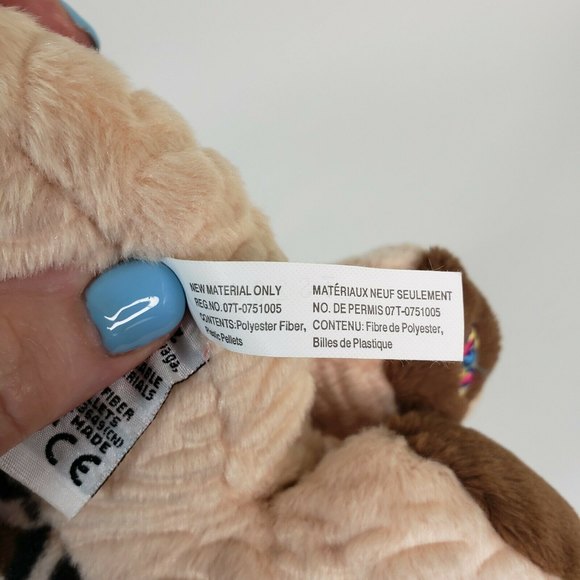 NEW MATERIAL ONLY
REG.NO. 07T-0751005
CONTENTS:Polyester Fiber,
Plastic Pellets
MATÉRIAUX NEUF SEULEMENT
NO. DE PERMIS 07T-0751005
CONTENU: Fibre de Polyester,
Billes de Plastique
FIBER
MADE
CE